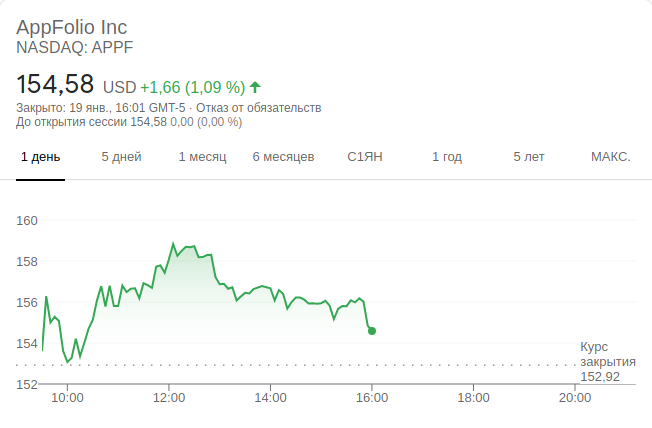 AppFolio Inc
NASDAQ: APPF
154,58 USD +1,66 (1,09 %)
Закрыто: 19 янв., 16:01 GMT-5 · Отказ от обязательств
До открытия сессии 154,58 0,00 (0,00 %)
1 день 5 дней 1 месяц 6 месяцев С1ЯН 1 год 5 лет МАКС.
160
158
156
154
Курс
закрытия
152,92
152
10:00 12:00 14:00 16:00 18:00 20:00